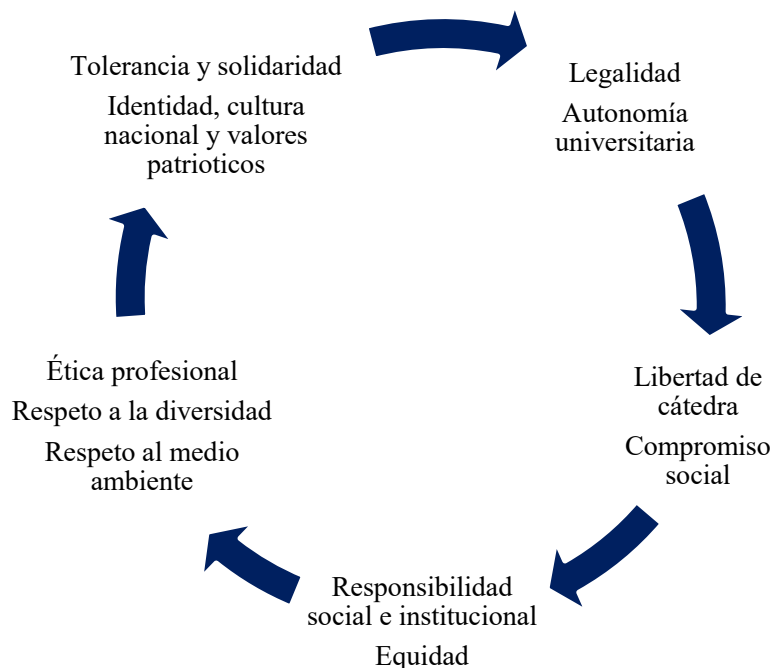 Tolerancia y solidaridad
Identidad, cultura
nacional y valores
patrioticos
Legalidad
Autonomía
universitaria
Libertad de
cátedra
Compromiso
social
Responsibilidad
social e institucional
Equidad
Ética profesional
Respeto a la diversidad
Respeto al medio
ambiente